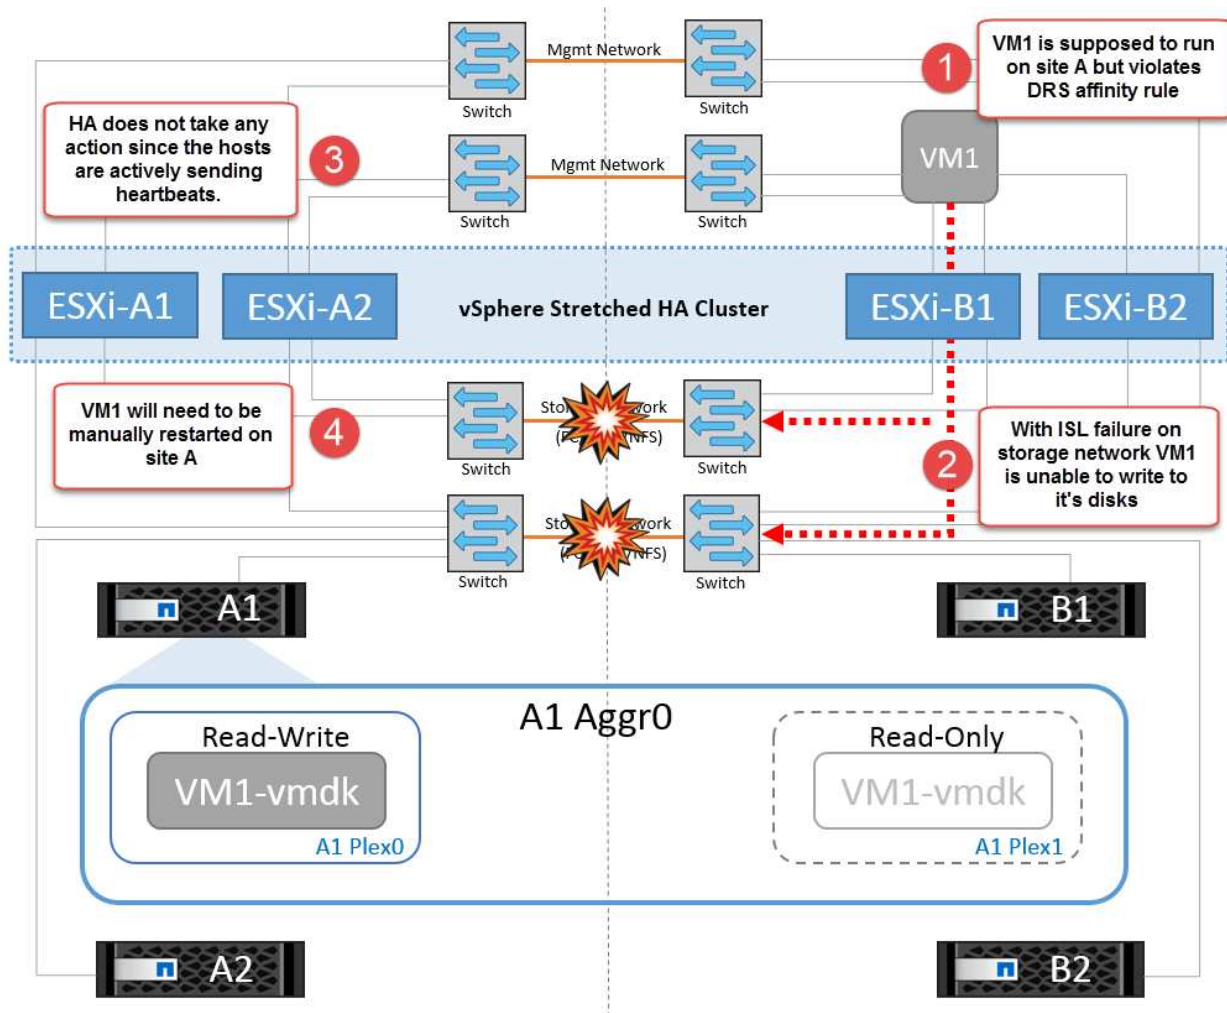 Mgmt Network
Switch
Switch
1
VM1 is supposed to run
on site A but violates
DRS affinity rule
HA does not take any
action since the hosts
are actively sending
heartbeats.
3
Mgmt Network
Switch
Switch
VM1
ESXi-A1
ESXi-A2
vSphere Stretched HA Cluster
ESXi-B1
ESXi-B2
VM1 will need to be
manually restarted on
site A
4
Switch
Switch
2
With ISL failure on
storage network VM1
is unable to write to
it's disks
Switch
Switch
A1
B1
A1 Aggr0
Read-Write
VM1-vmdk
A1 Plex0
Read-Only
VM1-vmdk
A1 Plex1
A2
B2